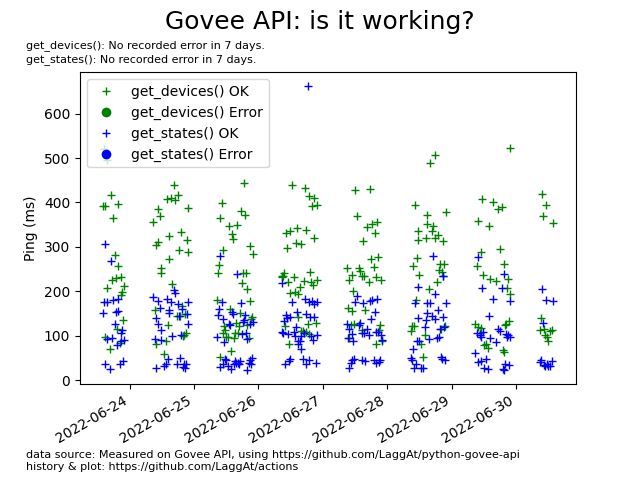 Govee API: is it working?
get_devices(): No recorded error in 7 days.
get_states(): No recorded error in 7 days.
get_devices() OK
get_devices() Error
get_states() OK
get_states() Error
Ping (ms)
600
500
400
300
200
100
0
2022-06-24
2022-06-25
2022-06-26
2022-06-27
2022-06-28
2022-06-29
2022-06-30
data source: Measured on Govee API, using https://github.com/LaggAt/python-govee-api
history & plot: https://github.com/LaggAt/actions